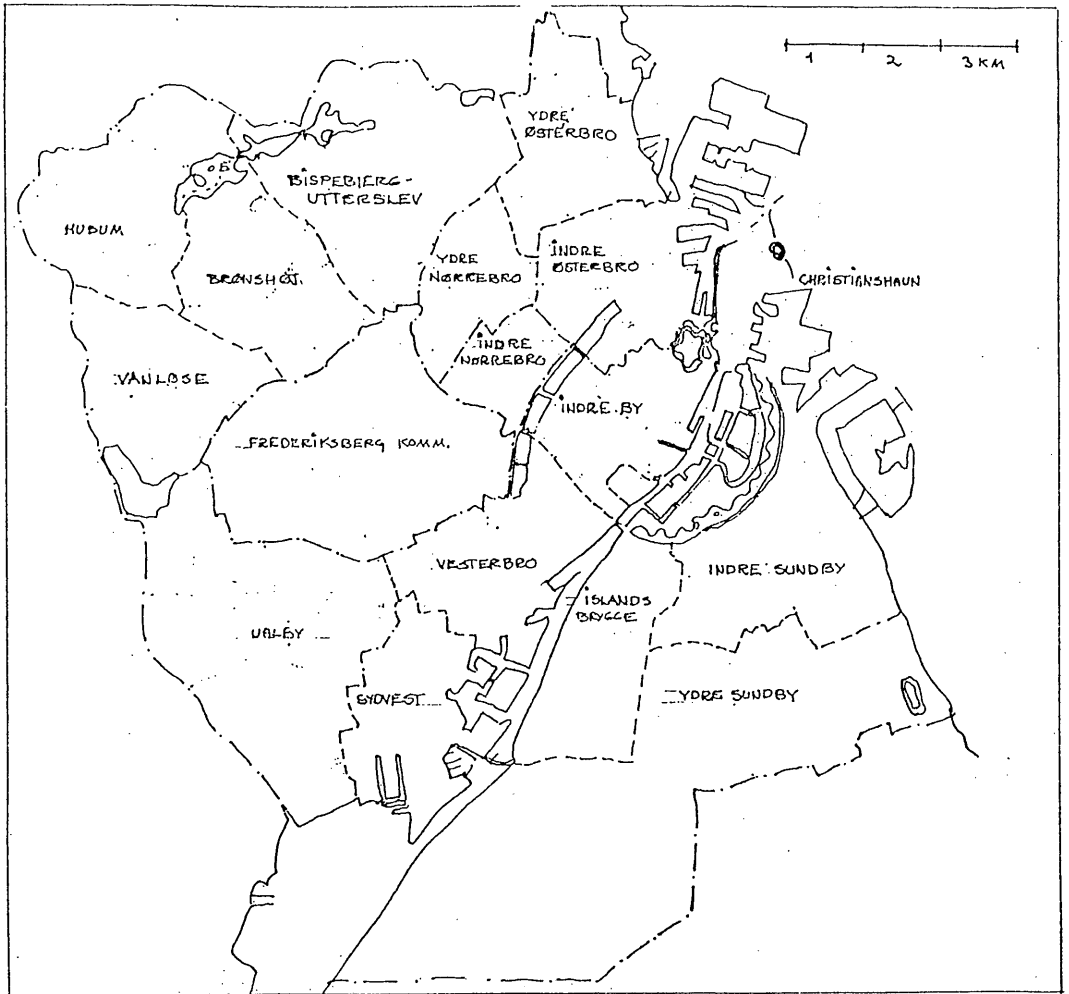 1 2 3 KM
YDRE
ØSTERBRO
BISPEBJERG-
UTTERSLEV
HUSUM
BRØNSHØJ.
YDRE
NØRREBRO
INDRE
ØSTERBRO
CHRISTIANSHAVN
INDRE
NØRREBRO
VANLØSE
INDRE BY
FREDERIKSBERG KOMM.
VESTERBRO
INDRE SUNDBY
ISLANDS
BRYGGE
VALBY
SYDVEST
YDRE SUNDBY